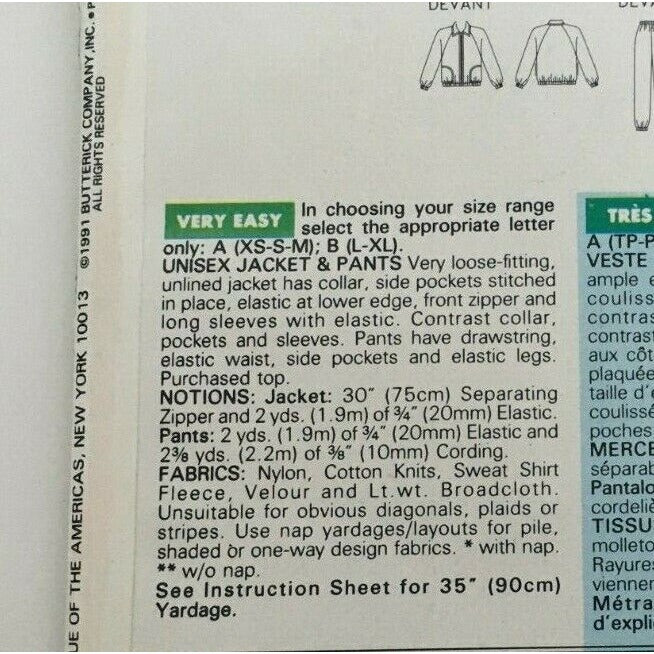 DEVANT
©1991 BUTTERICK COMPANY, INC. •
ALL RIGHTS RESERVED
OF THE AMERICAS, NEW YORK 10013
VERY EASY In choosing your size range
select the appropriate letter
only: A (XS-S-M); B (L-XL).
UNISEX JACKET & PANTS Very loose-fitting,
unlined jacket has collar, side pockets stitched
in place, elastic at lower edge, front zipper and
long sleeves with elastic. Contrast collar,
pockets and sleeves. Pants have drawstring,
elastic waist, side pockets and elastic legs.
Purchased top.
NOTIONS: Jacket: 30" (75cm) Separating
Zipper and 2 yds. (1.9m) of ¾" (20mm) Elastic.
Pants: 2 yds. (1.9m) of ¾" (20mm) Elastic and
2⅜ yds. (2.2m) of ⅜" (10mm) Cording.
FABRICS: Nylon, Cotton Knits, Sweat Shirt
Fleece, Velour and Lt.wt. Broadcloth.
Unsuitable for obvious diagonals, plaids or
stripes. Use nap yardages/layouts for pile,
shaded or one-way design fabrics. * with nap.
** w/o nap.
See Instruction Sheet for 35" (90cm)
Yardage.
TRÈS
A (TP-P
VESTE
ample e
couliss
contras
contrast
aux côt
plaquée
taille d'é
coulissé
poches
MERCE
séparab
Pantalo
cordeliè
TISSU
molleto
Rayures
viennen
Métra
d'expli